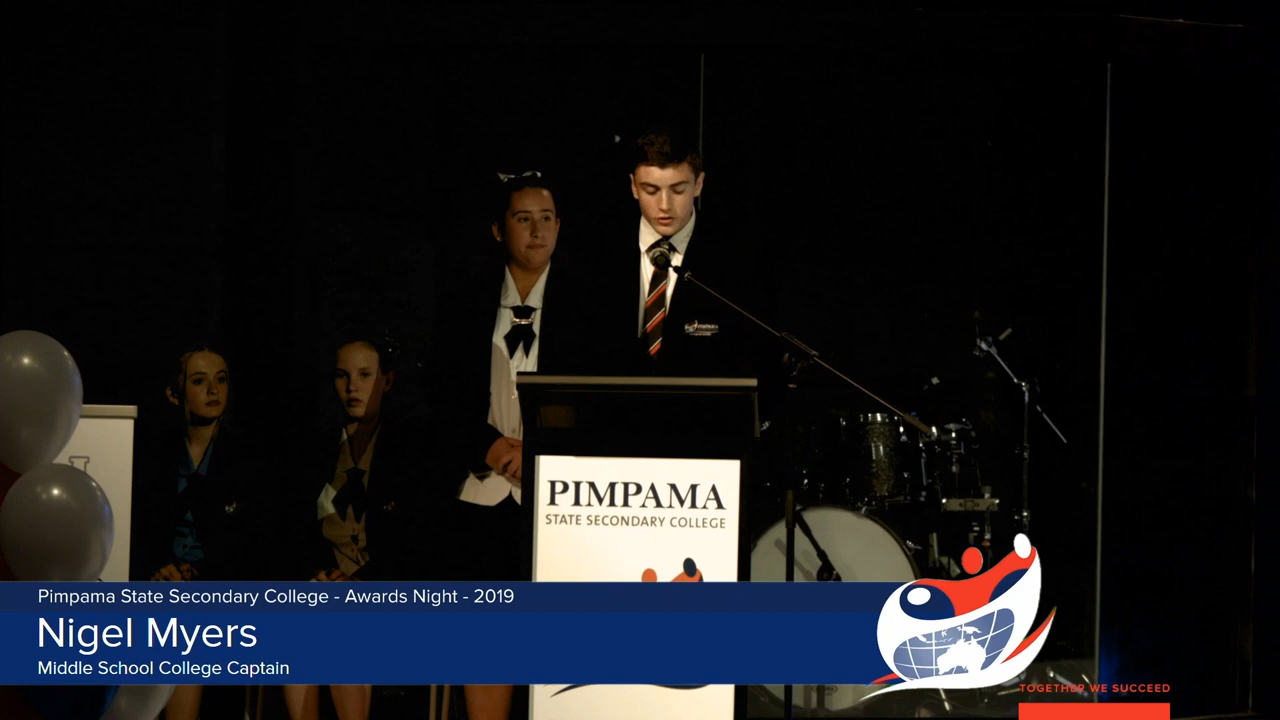 PIMPAMA
STATE SECONDARY COLLEGE
Pimpama State Secondary College - Awards Night - 2019
Nigel Myers
Middle School College Captain
TOGETHER WE SUCCEED